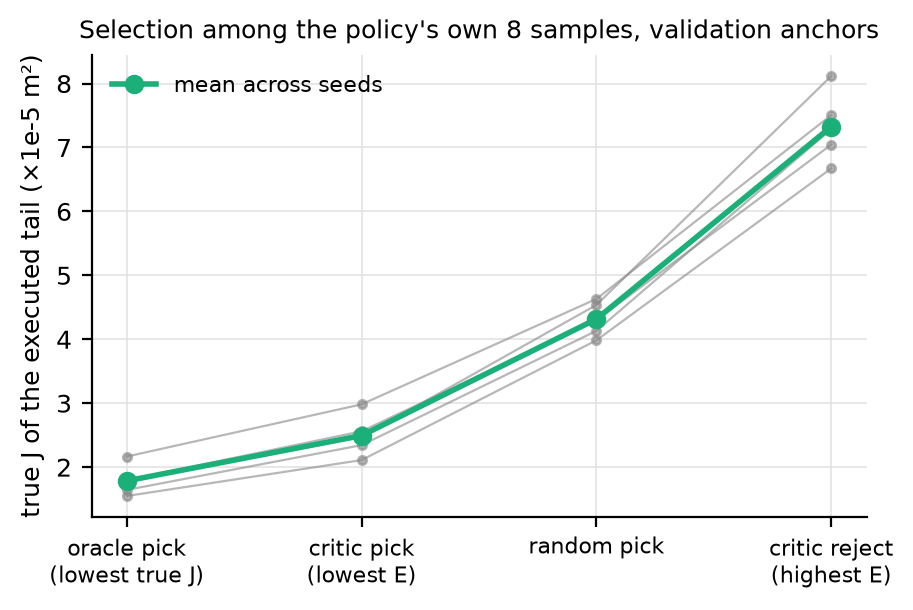 Selection among the policy's own 8 samples, validation anchors
mean across seeds
true J of the executed tail (×1e-5 m²)
8
7
6
5
4
3
2
oracle pick
(lowest true J)
critic pick
(lowest E)
random pick
critic reject
(highest E)